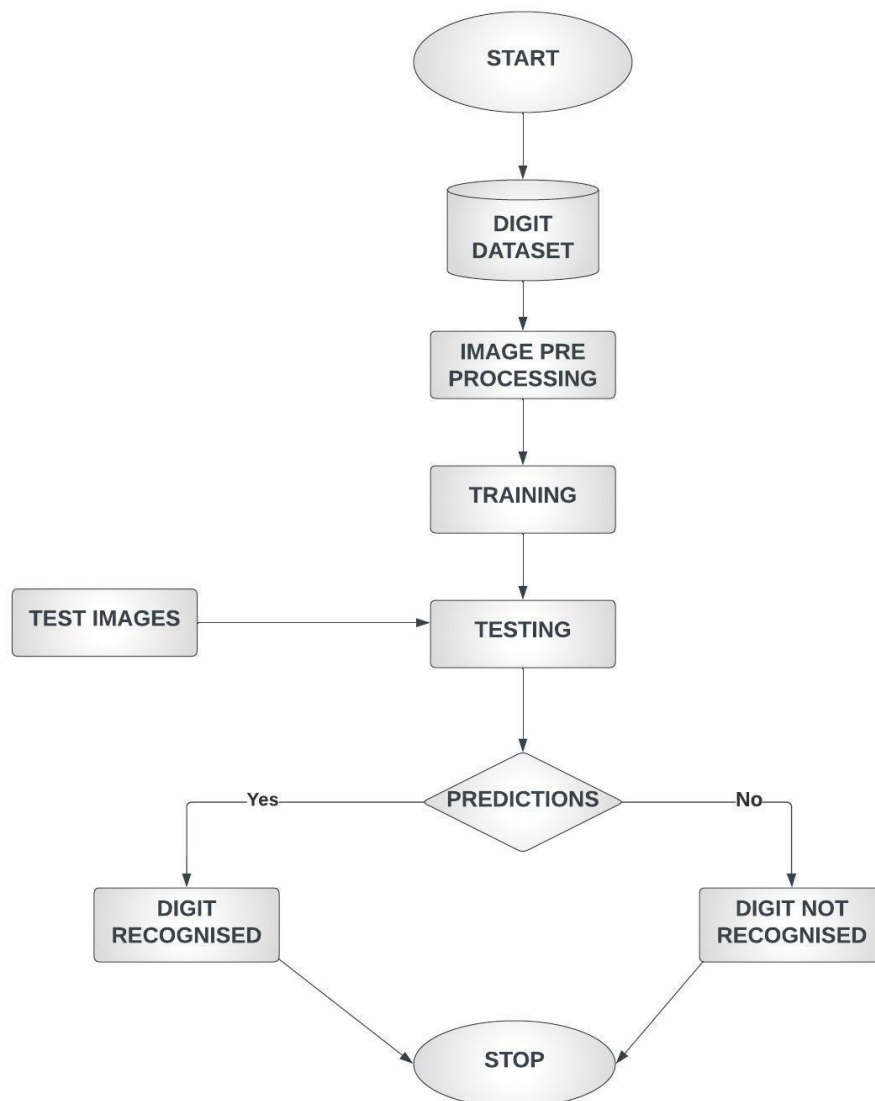 START
DIGIT
DATASET
IMAGE PRE
PROCESSING
TRAINING
TEST IMAGES
TESTING
PREDICTIONS
Yes
No
DIGIT
RECOGNISED
DIGIT NOT
RECOGNISED
STOP